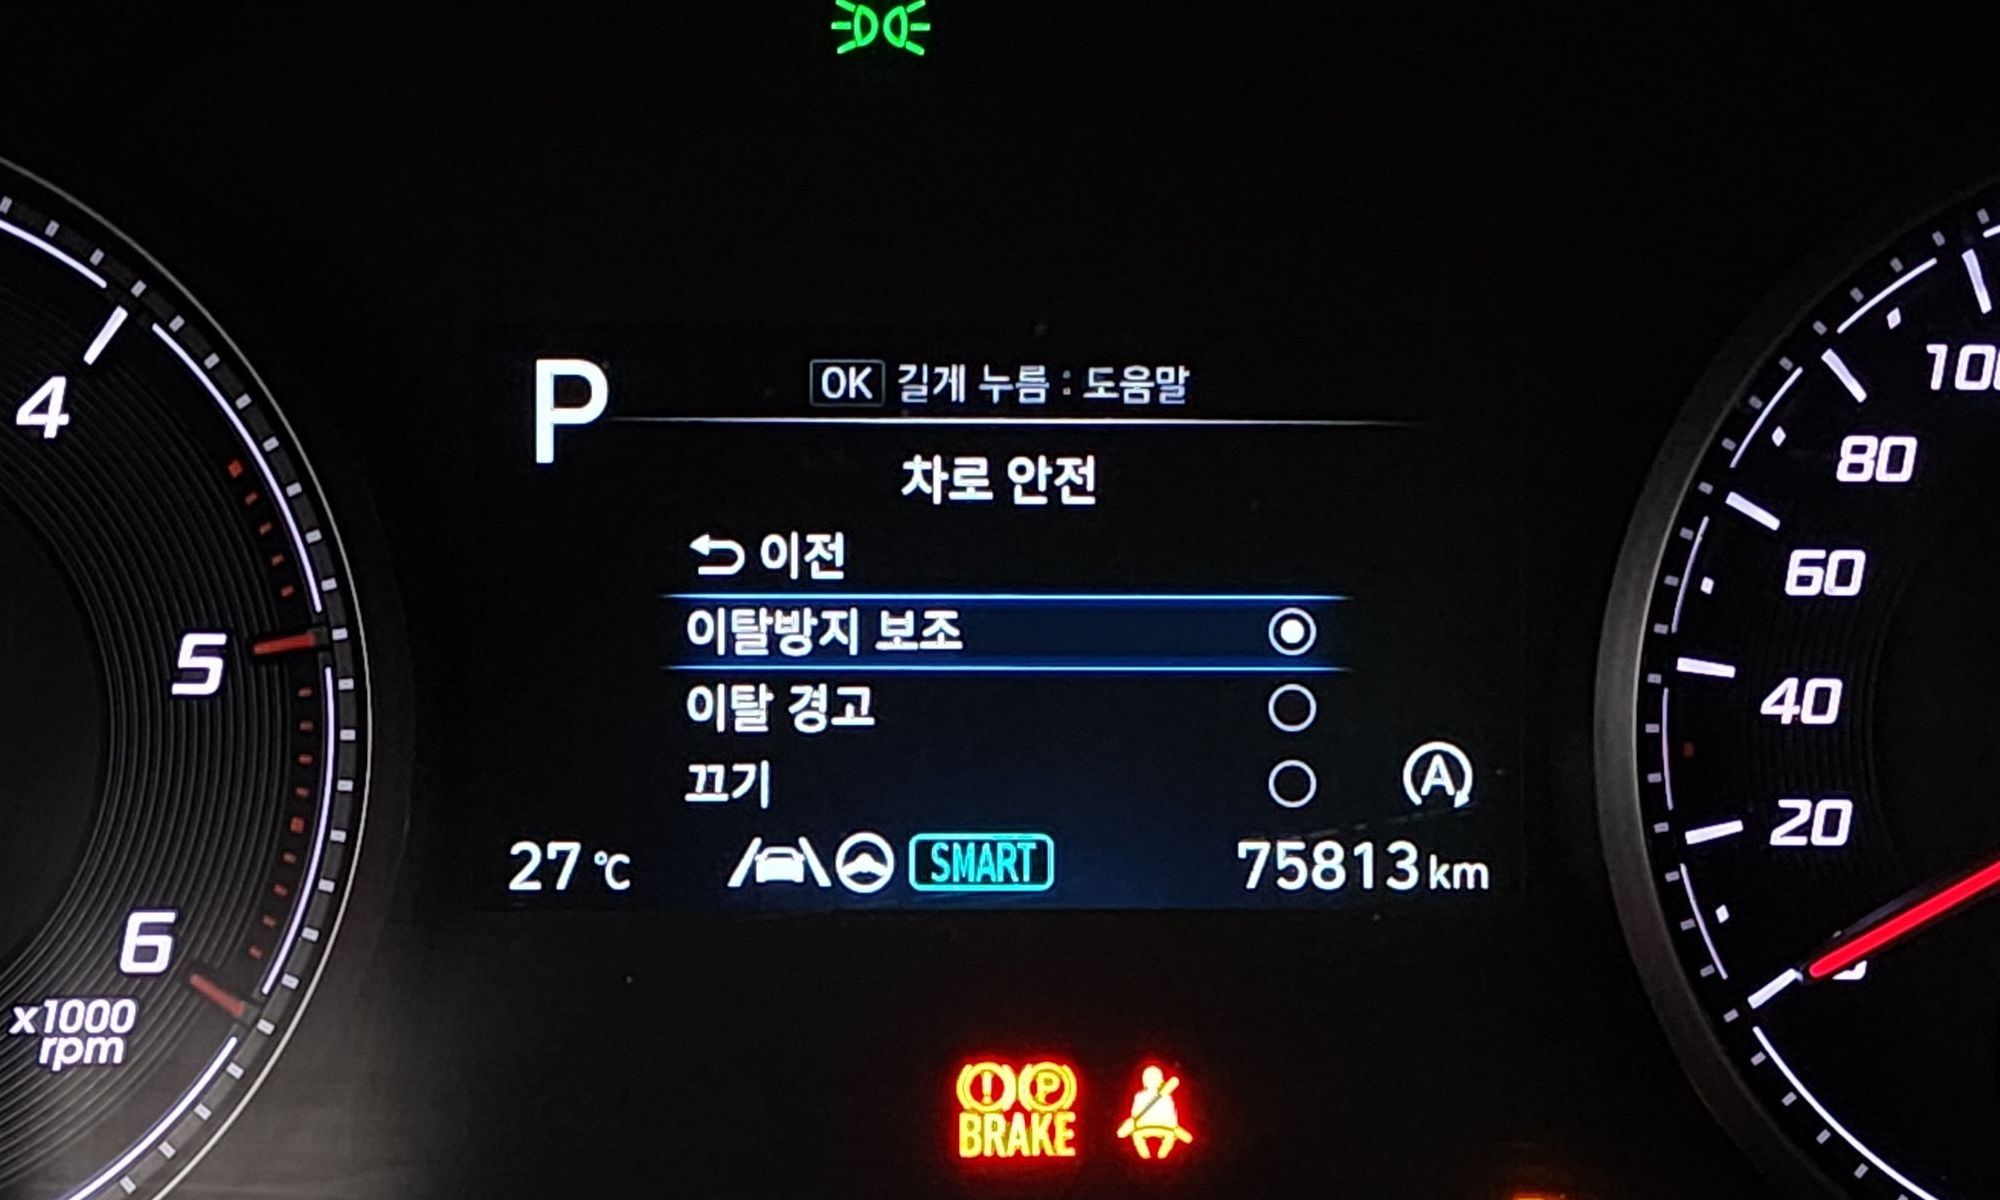 P
OK 길게 누름 : 도움말
차로 안전
이전
이탈방지 보조
이탈 경고
끄기
A
27 ℃
SMART
75813 km
4
5
6
x1000
rpm
100
80
60
40
20
P
BRAKE